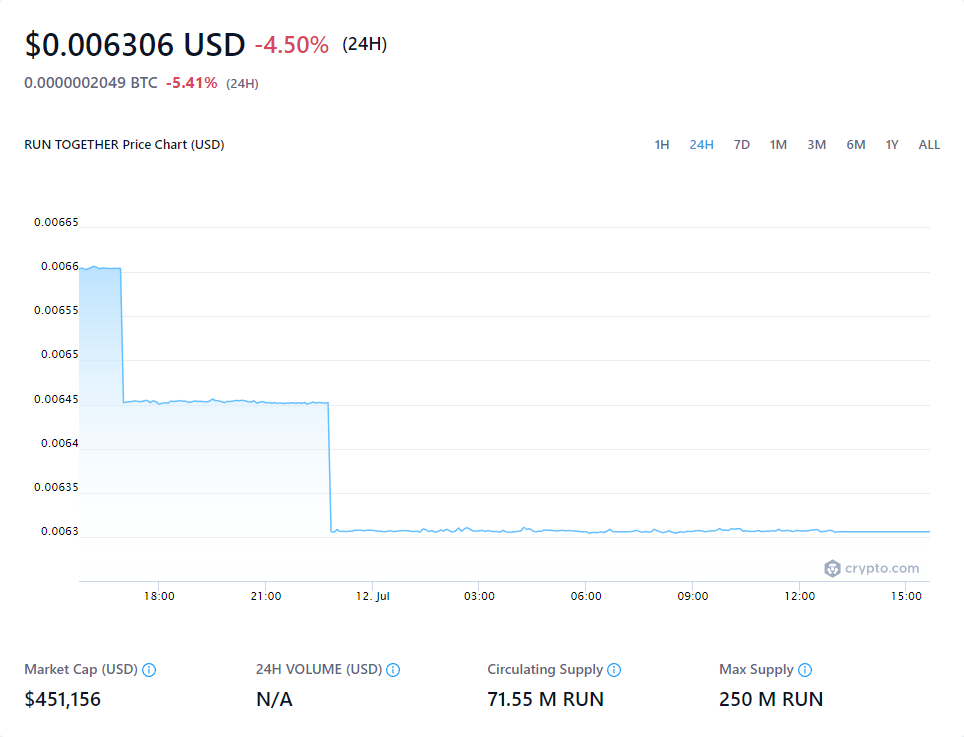 $0.006306 USD -4.50% (24H)
0.0000002049 BTC -5.41% (24H)
RUN TOGETHER Price Chart (USD) 1H 24H 7D 1M 3M 6M 1Y ALL
0.00665
0.0066
0.00655
0.0065
0.00645
0.0064
0.00635
0.0063
crypto.com
18:00 21:00 12. Jul 03:00 06:00 09:00 12:00 15:00
Market Cap (USD) 24H VOLUME (USD) Circulating Supply Max Supply
$451,156 N/A 71.55 M RUN 250 M RUN